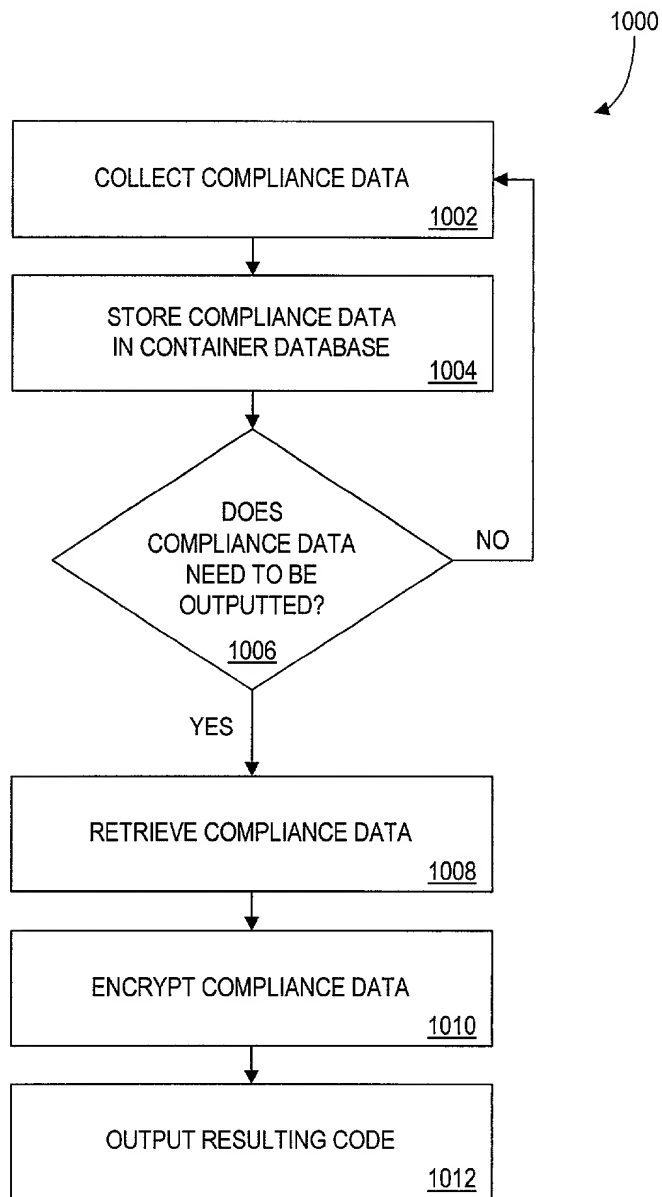 1000
COLLECT COMPLIANCE DATA
1002
STORE COMPLIANCE DATA
IN CONTAINER DATABASE
1004
DOES
COMPLIANCE DATA
NEED TO BE
OUTPUTTED?
1006
NO
YES
RETRIEVE COMPLIANCE DATA
1008
ENCRYPT COMPLIANCE DATA
1010
OUTPUT RESULTING CODE
1012